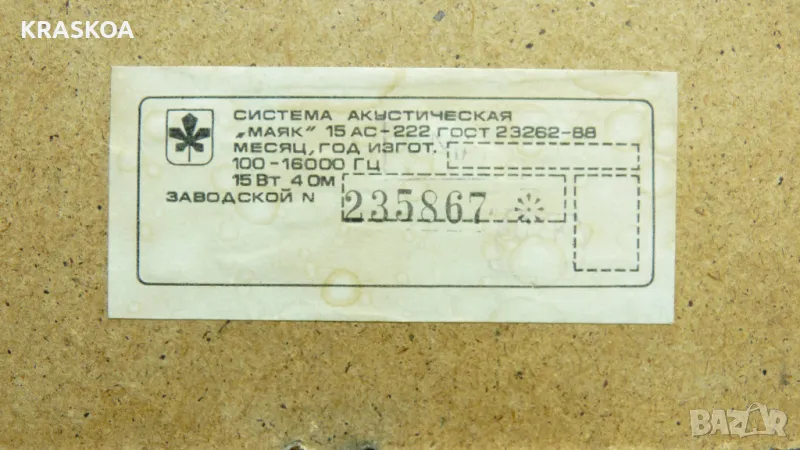 KRASKOA
СИСТЕМА АКУСТИЧЕСКАЯ
„МАЯК" 15 АС-222 ГОСТ 23262-88
МЕСЯЦ, ГОД ИЗГОТ.
100-16000 ГЦ
15 ВТ 4 ОМ
ЗАВОДСКОЙ N 235867
BAZAR